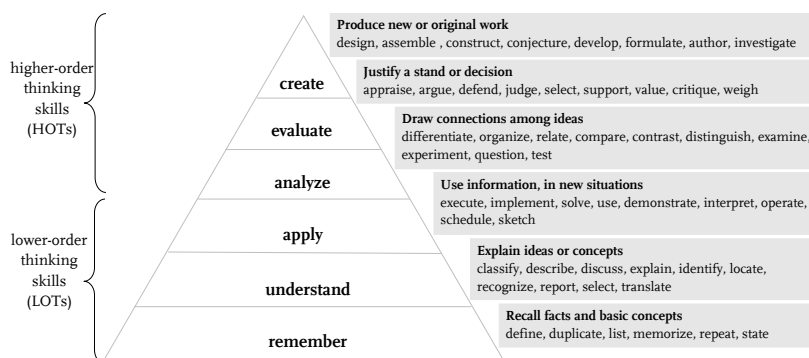 Produce new or original work
design, assemble , construct, conjecture, develop, formulate, author, investigate
higher-order
thinking
skills
(HOTs)
create
Justify a stand or decision
appraise, argue, defend, judge, select, support, value, critique, weigh
evaluate
Draw connections among ideas
differentiate, organize, relate, compare, contrast, distinguish, examine,
experiment, question, test
analyze
Use information, in new situations
execute, implement, solve, use, demonstrate, interpret, operate,
schedule, sketch
lower-order
thinking
skills
(LOTs)
apply
Explain ideas or concepts
classify, describe, discuss, explain, identify, locate,
recognize, report, select, translate
understand
Recall facts and basic concepts
define, duplicate, list, memorize, repeat, state
remember